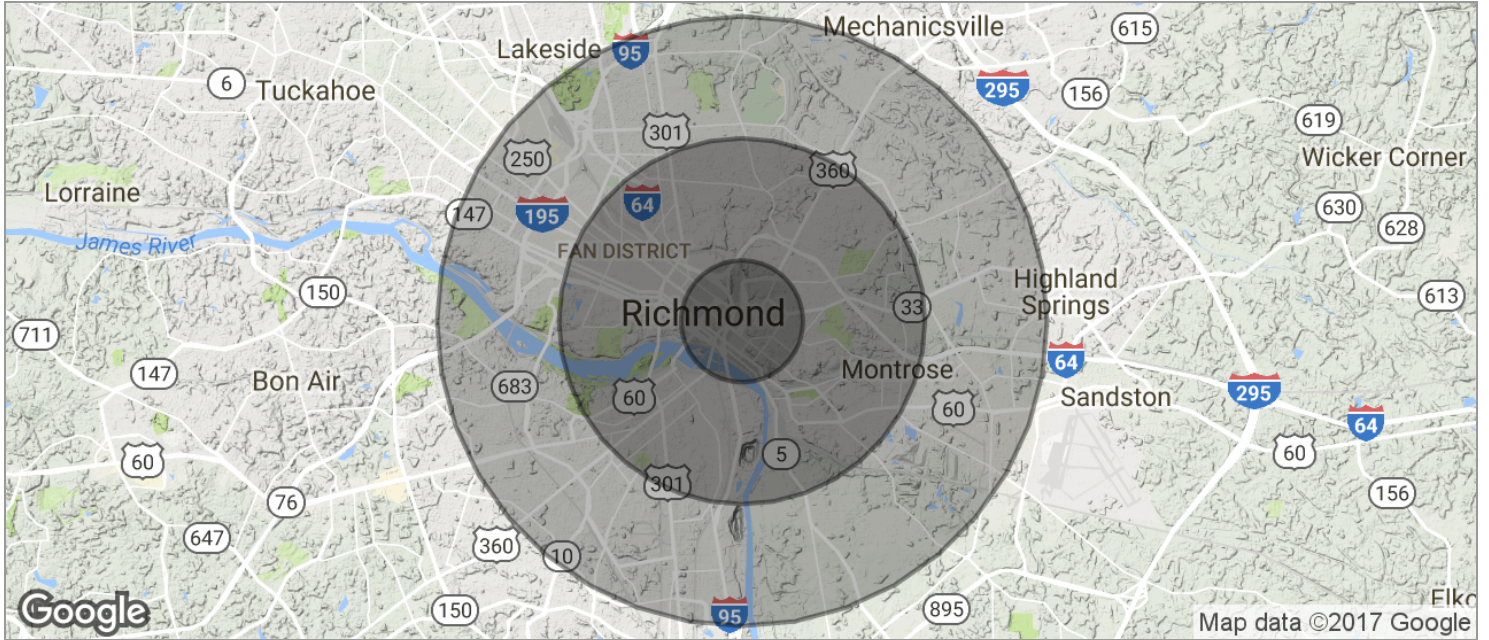 Mechanicsville
615
Lakeside
95
6
Tuckahoe
295
156
301
619
250
360
Wicker Corner
Lorraine
147
195
64
630
628
James River
FAN DISTRICT
150
Highland
Springs
613
Richmond
33
711
64
147
Bon Air
683
60
Montrose
60
Sandston
295
64
60
5
60
76
301
156
647
360
10
150
95
895
Elko
Google
Map data ©2017 Google